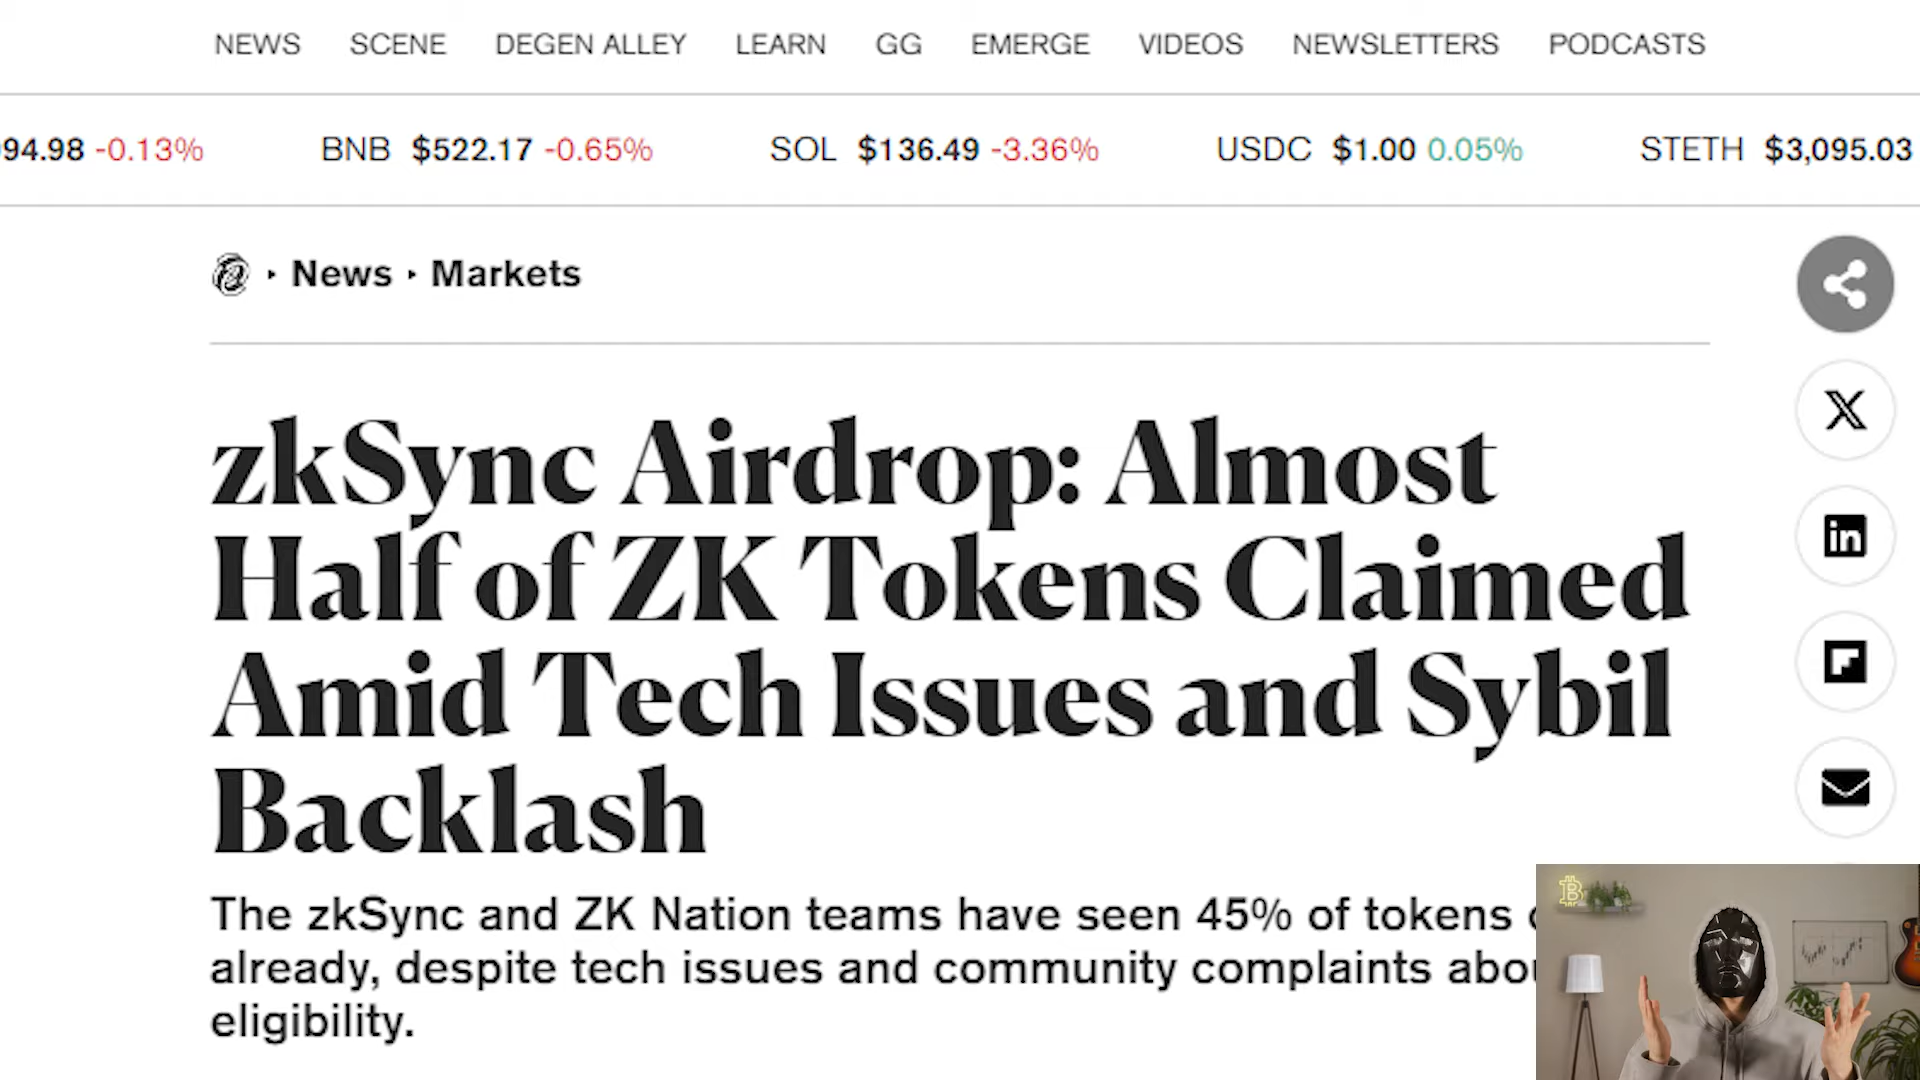 NEWS SCENE DEGEN ALLEY LEARN GG EMERGE VIDEOS NEWSLETTERS PODCASTS
94.98 -0.13% BNB $522.17 -0.65% SOL $136.49 -3.36% USDC $1.00 0.05% STETH $3,095.03
News Markets
zkSync Airdrop: Almost
Half of ZK Tokens Claimed
Amid Tech Issues and Sybil
Backlash
The zkSync and ZK Nation teams have seen 45% of tokens
already, despite tech issues and community complaints
eligibility.